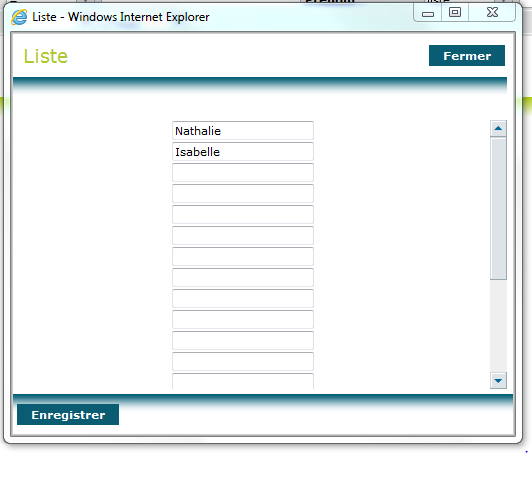 Liste - Windows Internet Explorer
Liste
Fermer
Nathalie
Isabelle
Enregistrer